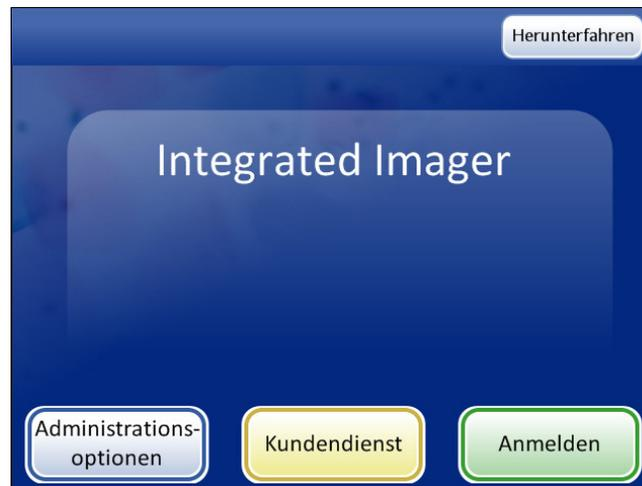 Herunterfahren
Integrated Imager
Administrations-
optionen
Kundendienst
Anmelden